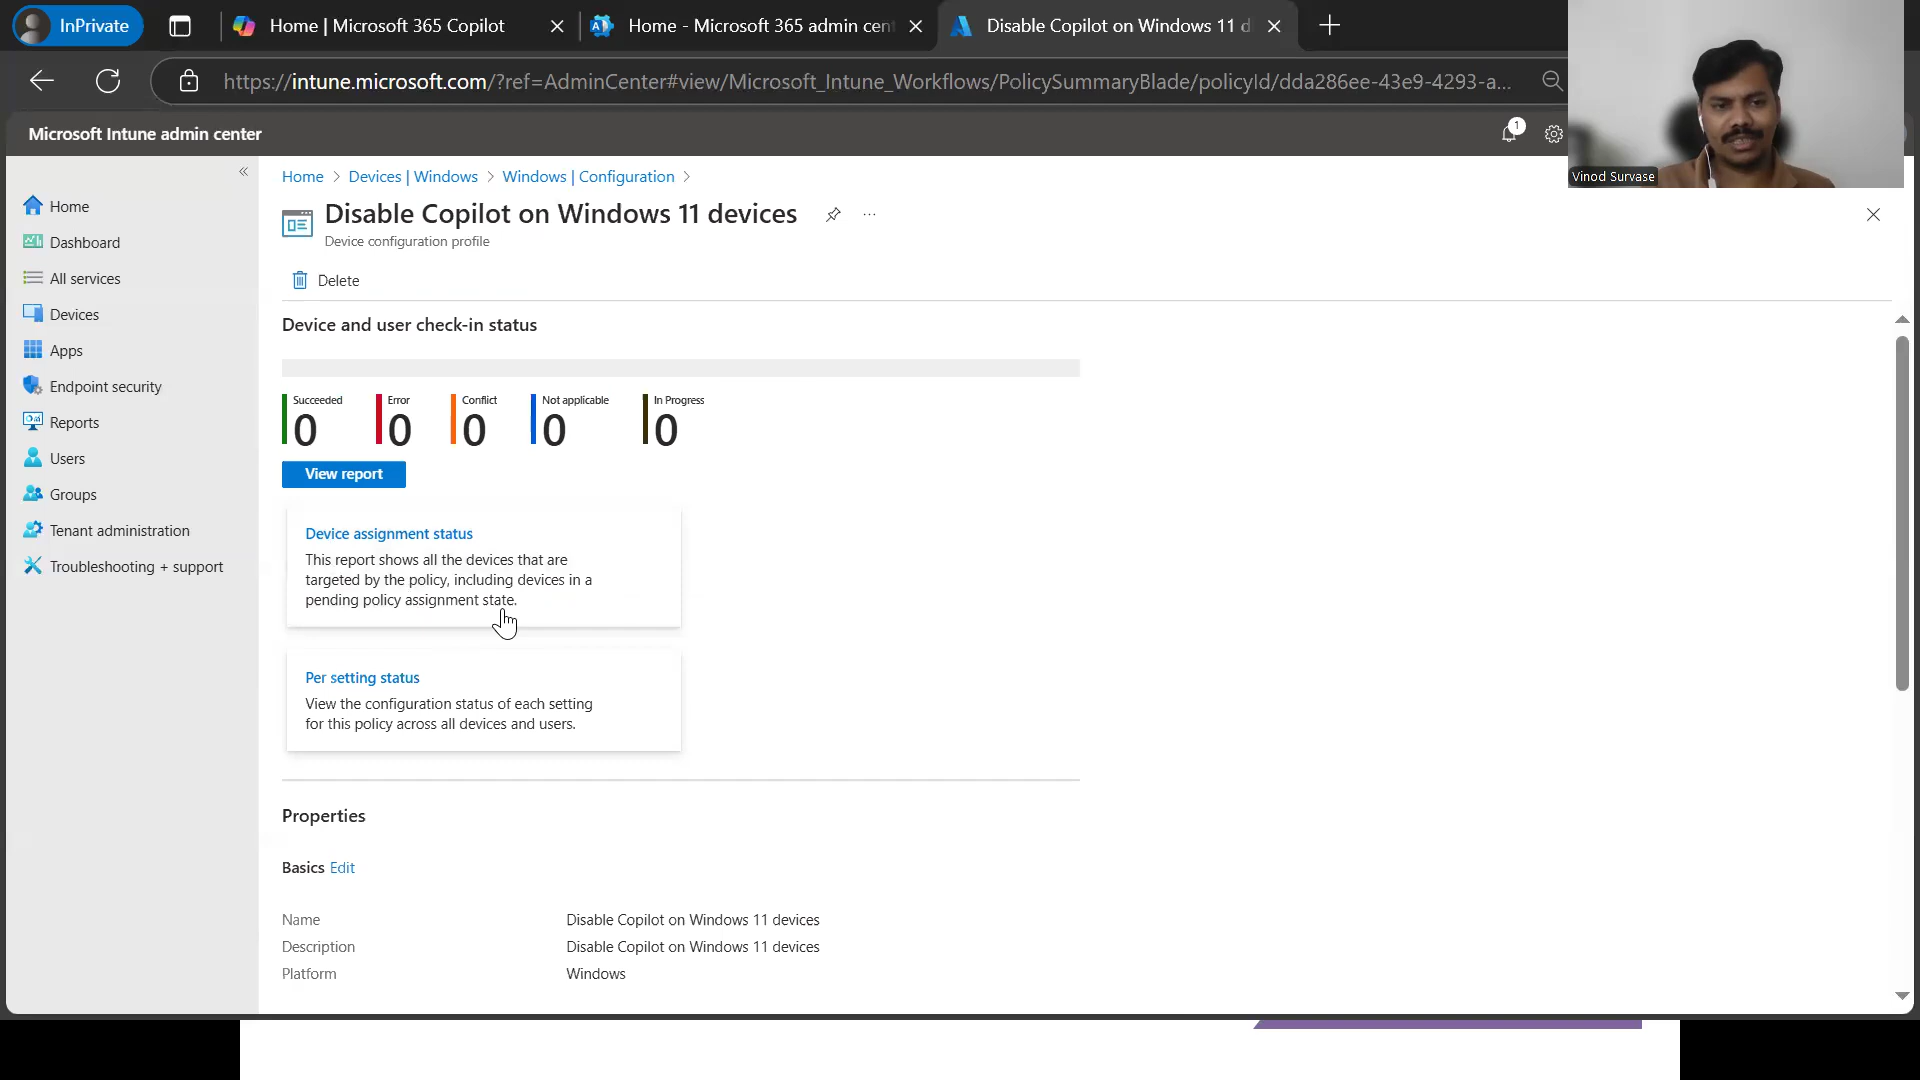 InPrivate
Home | Microsoft 365 Copilot
Home - Microsoft 365 admin cen
Disable Copilot on Windows 11 d
https://intune.microsoft.com/?ref=AdminCenter#view/Microsoft_Intune_Workflows/PolicySummaryBlade/policyId/dda286ee-43e9-4293-a...
Microsoft Intune admin center
1
Vinod Survase
Home
Dashboard
All services
Devices
Apps
Endpoint security
Reports
Users
Groups
Tenant administration
Troubleshooting + support
Home > Devices | Windows > Windows | Configuration >
Disable Copilot on Windows 11 devices
Device configuration profile
Delete
Device and user check-in status
Succeeded
0
Error
0
Conflict
0
Not applicable
0
In Progress
0
View report
Device assignment status
This report shows all the devices that are
targeted by the policy, including devices in a
pending policy assignment state.
Per setting status
View the configuration status of each setting
for this policy across all devices and users.
Properties
Basics Edit
Name Disable Copilot on Windows 11 devices
Description Disable Copilot on Windows 11 devices
Platform Windows